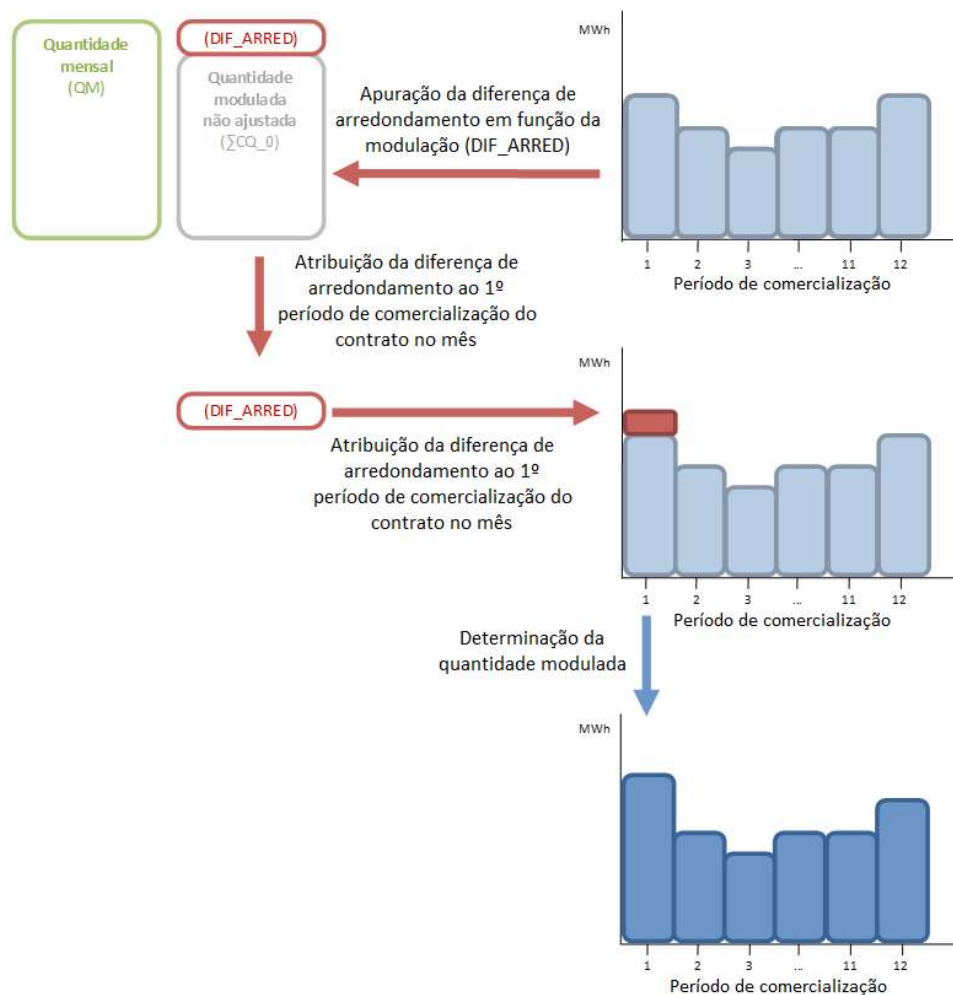 Quantidade
mensal
(QM)
(DIF_ARRED)
Quantidade
modulada
não ajustada
(∑CQ_0)
Apuração da diferença de
arredondamento em função da
modulação (DIF_ARRED)
MWh
1 2 3 ... 11 12
Período de comercialização
Atribuição da diferença de
arredondamento ao 1º
período de comercialização do
contrato no mês
(DIF_ARRED)
Atribuição da diferença de
arredondamento ao 1º
período de comercialização do
contrato no mês
MWh
1 2 3 ... 11 12
Período de comercialização
Determinação da
quantidade modulada
MWh
1 2 3 ... 11 12
Período de comercialização